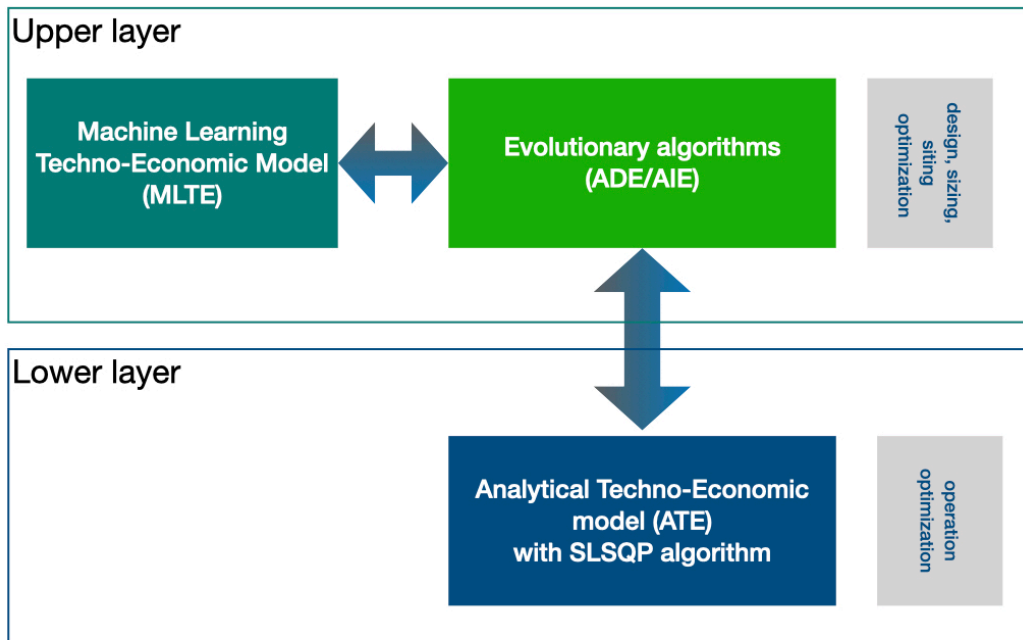 Upper layer
Machine Learning
Techno-Economic Model
(MLTE)
Evolutionary algorithms
(ADE/AIE)
design, sizing,
siting
optimization
Lower layer
Analytical Techno-Economic
model (ATE)
with SLSQP algorithm
operation
optimization